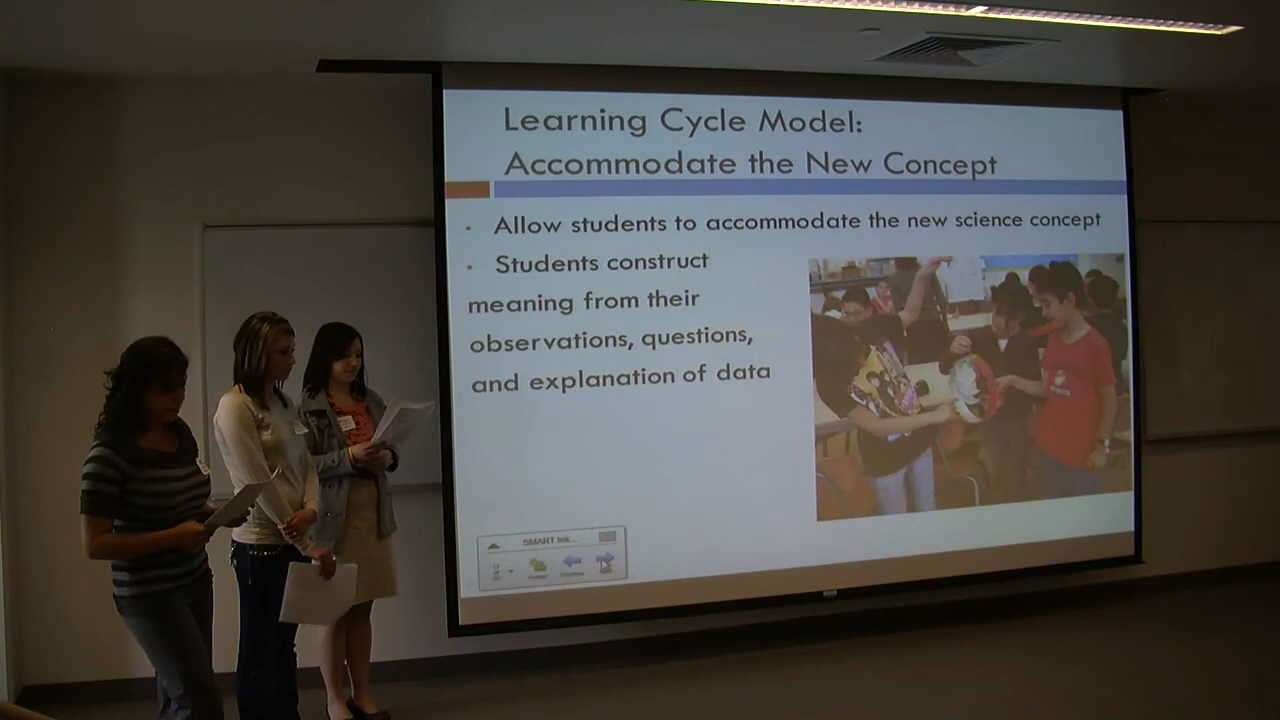 Learning Cycle Model:
Accommodate the New Concept
• Allow students to accommodate the new science concept
• Students construct
meaning from their
observations, questions,
and explanation of data
SMART Ink...